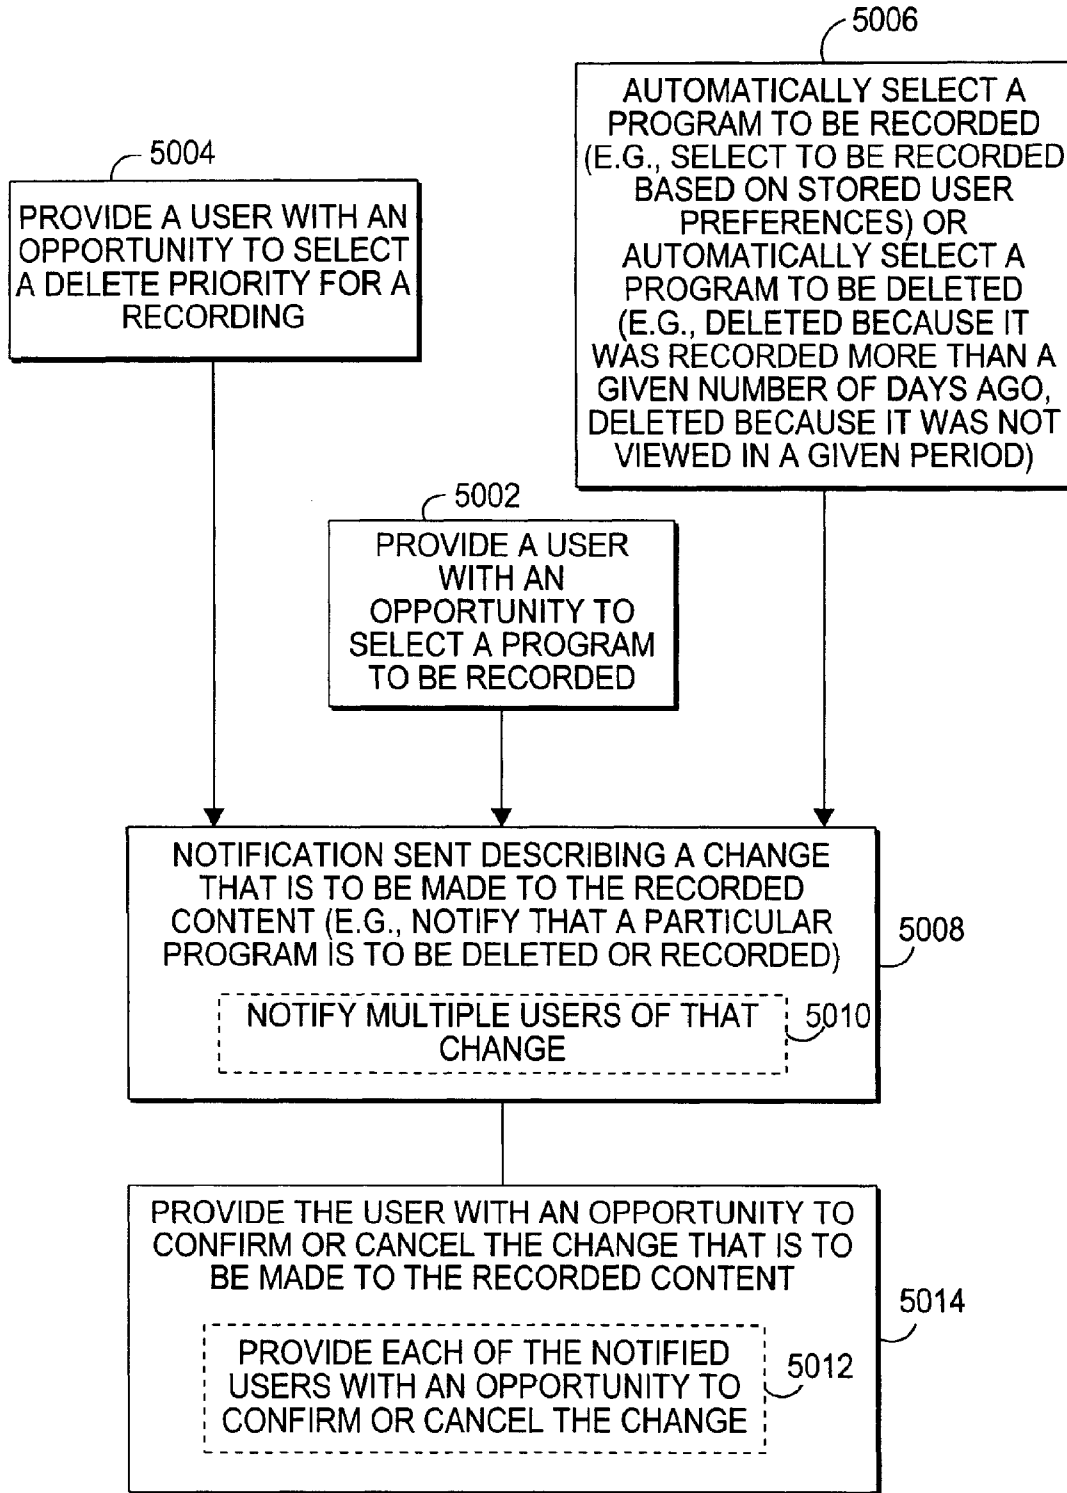 5006
AUTOMATICALLY SELECT A
PROGRAM TO BE RECORDED
(E.G., SELECT TO BE RECORDED
BASED ON STORED USER
PREFERENCES) OR
AUTOMATICALLY SELECT A
PROGRAM TO BE DELETED
(E.G., DELETED BECAUSE IT
WAS RECORDED MORE THAN A
GIVEN NUMBER OF DAYS AGO,
DELETED BECAUSE IT WAS NOT
VIEWED IN A GIVEN PERIOD)
5004
PROVIDE A USER WITH AN
OPPORTUNITY TO SELECT
A DELETE PRIORITY FOR A
RECORDING
5002
PROVIDE A USER
WITH AN
OPPORTUNITY TO
SELECT A PROGRAM
TO BE RECORDED
NOTIFICATION SENT DESCRIBING A CHANGE
THAT IS TO BE MADE TO THE RECORDED
CONTENT (E.G., NOTIFY THAT A PARTICULAR
PROGRAM IS TO BE DELETED OR RECORDED)
5008
NOTIFY MULTIPLE USERS OF THAT
CHANGE
5010
PROVIDE THE USER WITH AN OPPORTUNITY TO
CONFIRM OR CANCEL THE CHANGE THAT IS TO
BE MADE TO THE RECORDED CONTENT
5014
PROVIDE EACH OF THE NOTIFIED
USERS WITH AN OPPORTUNITY TO
CONFIRM OR CANCEL THE CHANGE
5012